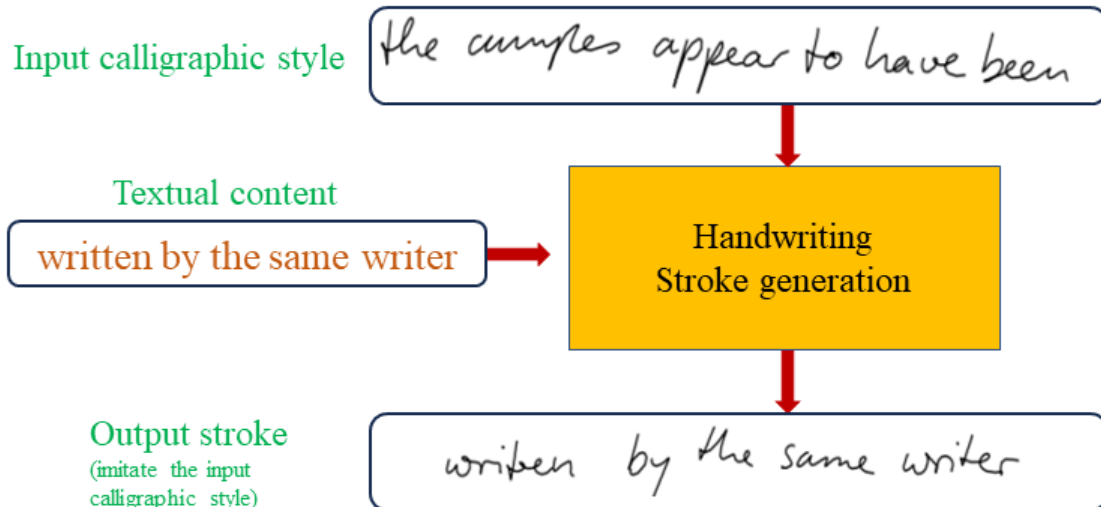 Input calligraphic style
the cumples appear to have been
Textual content
written by the same writer
Handwriting
Stroke generation
Output stroke
(imitate the input
calligraphic style)
written by the same writer